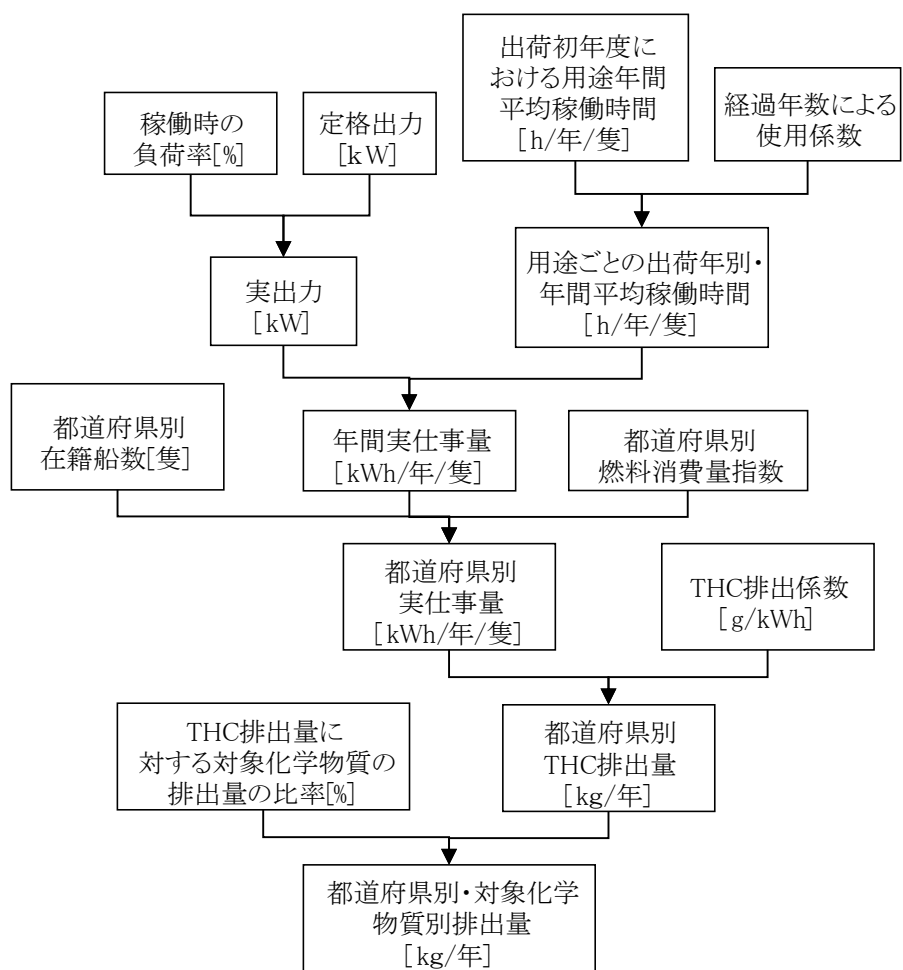 出荷初年度に
おける用途年間
平均稼働時間
[h/年/隻]
稼働時の
負荷率[%]
定格出力
[kW]
経過年数による
使用係数
実出力
[kW]
用途ごとの出荷年別・
年間平均稼働時間
[h/年/隻]
都道府県別
在籍船数[隻]
年間実仕事量
[kWh/年/隻]
都道府県別
燃料消費量指数
都道府県別
実仕事量
[kWh/年/隻]
THC排出係数
[g/kWh]
THC排出量に
対する対象化学物質の
排出量の比率[%]
都道府県別
THC排出量
[kg/年]
都道府県別・対象化学
物質別排出量
[kg/年]